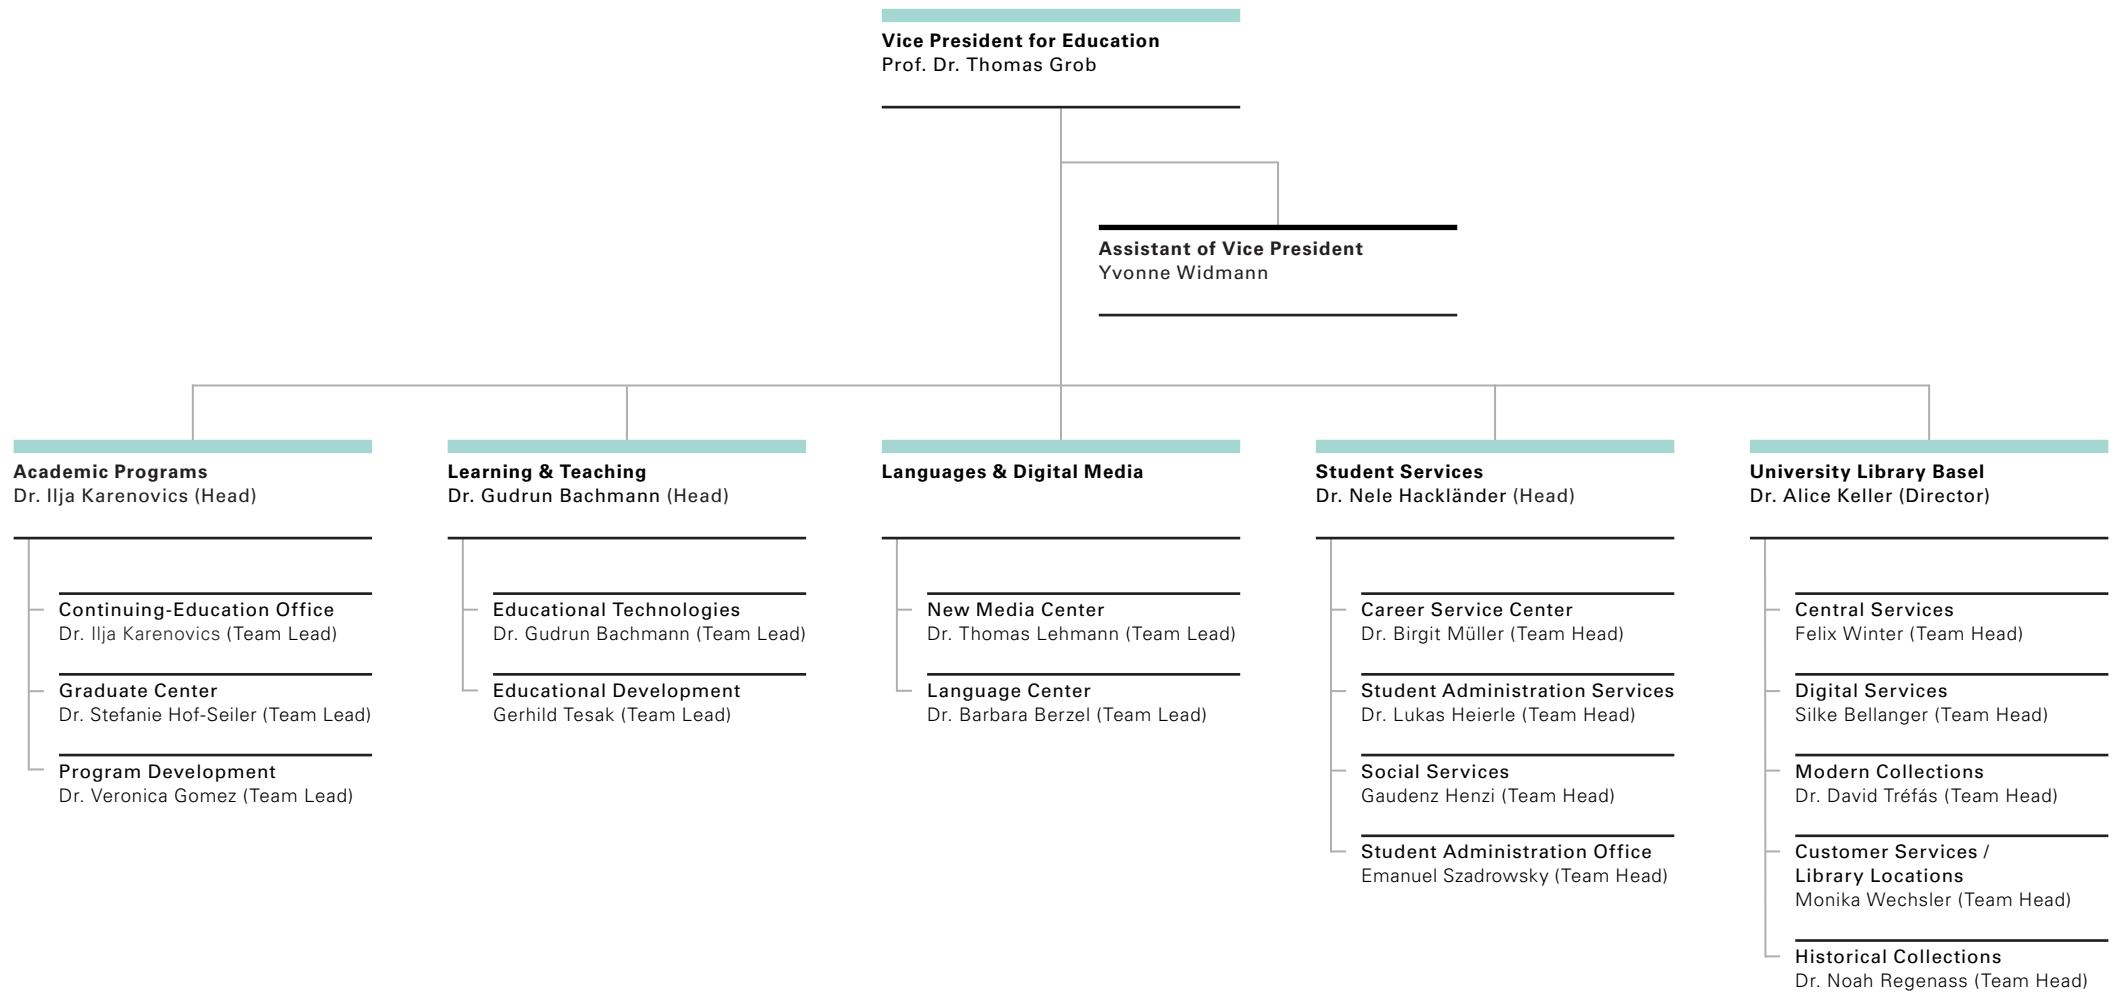 Vice President for Education
Prof. Dr. Thomas Grob
Assistant of Vice President
Yvonne Widmann
Academic Programs
Dr. Ilja Karenovics (Head)
Continuing-Education Office
Dr. Ilja Karenovics (Team Lead)
Graduate Center
Dr. Stefanie Hof-Seiler (Team Lead)
Program Development
Dr. Veronica Gomez (Team Lead)
Learning & Teaching
Dr. Gudrun Bachmann (Head)
Educational Technologies
Dr. Gudrun Bachmann (Team Lead)
Educational Development
Gerhild Tesak (Team Lead)
Languages & Digital Media
New Media Center
Dr. Thomas Lehmann (Team Lead)
Language Center
Dr. Barbara Berzel (Team Lead)
Student Services
Dr. Nele Hackländer (Head)
Career Service Center
Dr. Birgit Müller (Team Head)
Student Administration Services
Dr. Lukas Heierle (Team Head)
Social Services
Gaudenz Henzi (Team Head)
Student Administration Office
Emanuel Szadrowsky (Team Head)
University Library Basel
Dr. Alice Keller (Director)
Central Services
Felix Winter (Team Head)
Digital Services
Silke Bellanger (Team Head)
Modern Collections
Dr. David Tréfás (Team Head)
Customer Services /
Library Locations
Monika Wechsler (Team Head)
Historical Collections
Dr. Noah Regenass (Team Head)